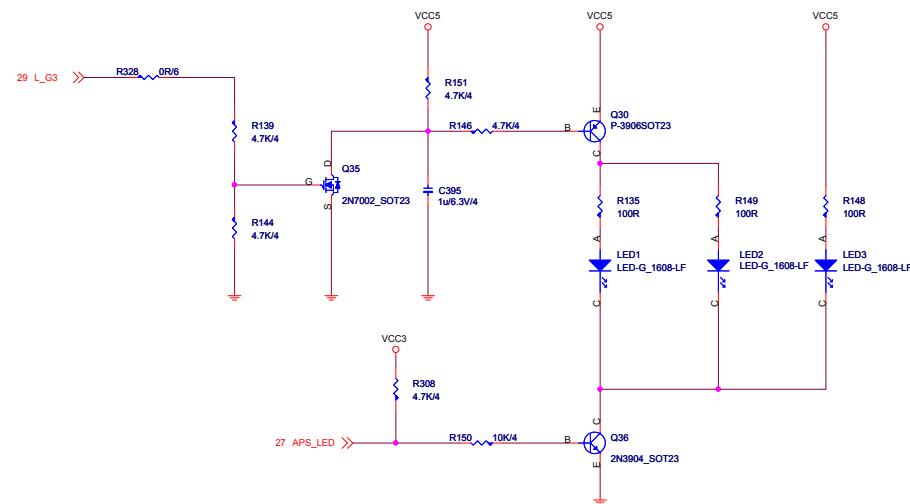 VCC5
VCC5
VCC5
29 L_G3
R328 0R/6
R151
4.7K/4
R139
4.7K/4
R146 4.7K/4
B
E
Q30
P-3906SOT23
C
D
G
S
Q35
2N7002_SOT23
C395
1u/6.3V/4
R144
4.7K/4
R135
100R
R149
100R
R148
100R
A
LED1
LED-G_1608-LF
C
A
LED2
LED-G_1608-LF
C
A
LED3
LED-G_1608-LF
C
VCC3
R308
4.7K/4
27 APS_LED
R150 10K/4
B
C
Q36
2N3904_SOT23
E